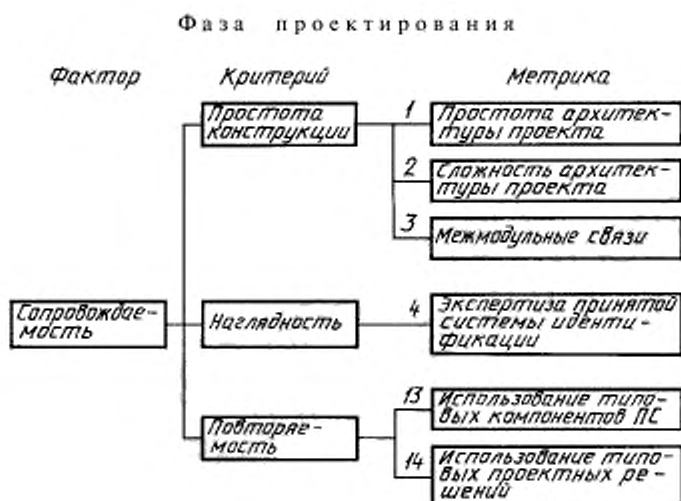 Фаза проектирования
Фактор Критерий Метрика
Простота
конструкции
1
Простота архитек-
туры проекта
2
Сложность архитек-
туры проекта
3
Межмодульные связи
Сопровождае-
мость
Наглядность
4
Экспертиза принятой
системы иденти-
фикации
Повторяе-
мость
13
Использование типо-
вых компонентов ПС
14
Использование типо-
вых проектных ре-
шений